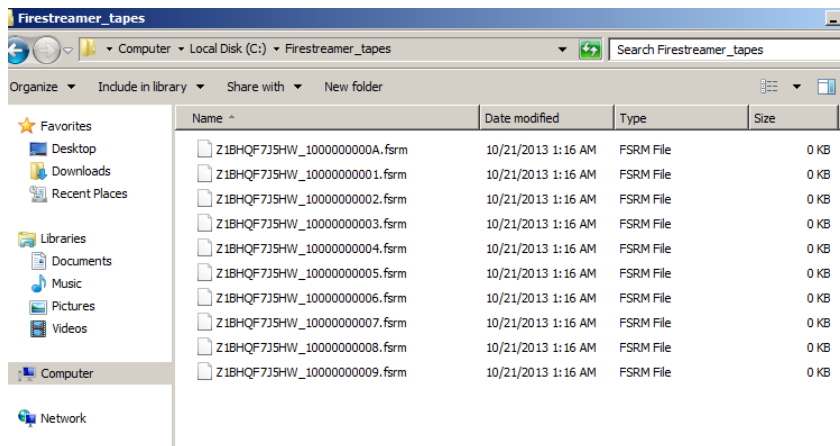 Firestreamer_tapes
Computer Local Disk (C:) Firestreamer_tapes Search Firestreamer_tapes
Organize Include in library Share with New folder
Favorites
Desktop
Downloads
Recent Places
Libraries
Documents
Music
Pictures
Videos
Computer
Network
Name Date modified Type Size
Z1BHQF7J5HW_1000000000A.fsrm 10/21/2013 1:16 AM FSRM File 0 KB
Z1BHQF7J5HW_10000000001.fsrm 10/21/2013 1:16 AM FSRM File 0 KB
Z1BHQF7J5HW_10000000002.fsrm 10/21/2013 1:16 AM FSRM File 0 KB
Z1BHQF7J5HW_10000000003.fsrm 10/21/2013 1:16 AM FSRM File 0 KB
Z1BHQF7J5HW_10000000004.fsrm 10/21/2013 1:16 AM FSRM File 0 KB
Z1BHQF7J5HW_10000000005.fsrm 10/21/2013 1:16 AM FSRM File 0 KB
Z1BHQF7J5HW_10000000006.fsrm 10/21/2013 1:16 AM FSRM File 0 KB
Z1BHQF7J5HW_10000000007.fsrm 10/21/2013 1:16 AM FSRM File 0 KB
Z1BHQF7J5HW_10000000008.fsrm 10/21/2013 1:16 AM FSRM File 0 KB
Z1BHQF7J5HW_10000000009.fsrm 10/21/2013 1:16 AM FSRM File 0 KB